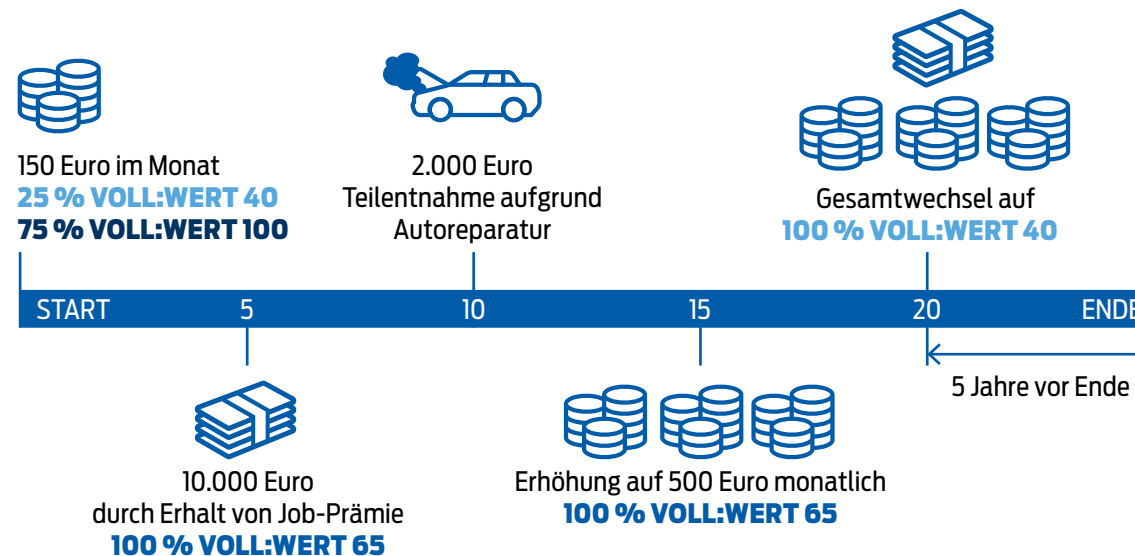 150 Euro im Monat
25 % VOLL:WERT 40
75 % VOLL:WERT 100
2.000 Euro
Teilentnahme aufgrund
Autoreparatur
Gesamtwechsel auf
100 % VOLL:WERT 40
START 5 10 15 20 ENDE
5 Jahre vor Ende
10.000 Euro
durch Erhalt von Job-Prämie
100 % VOLL:WERT 65
Erhöhung auf 500 Euro monatlich
100 % VOLL:WERT 65